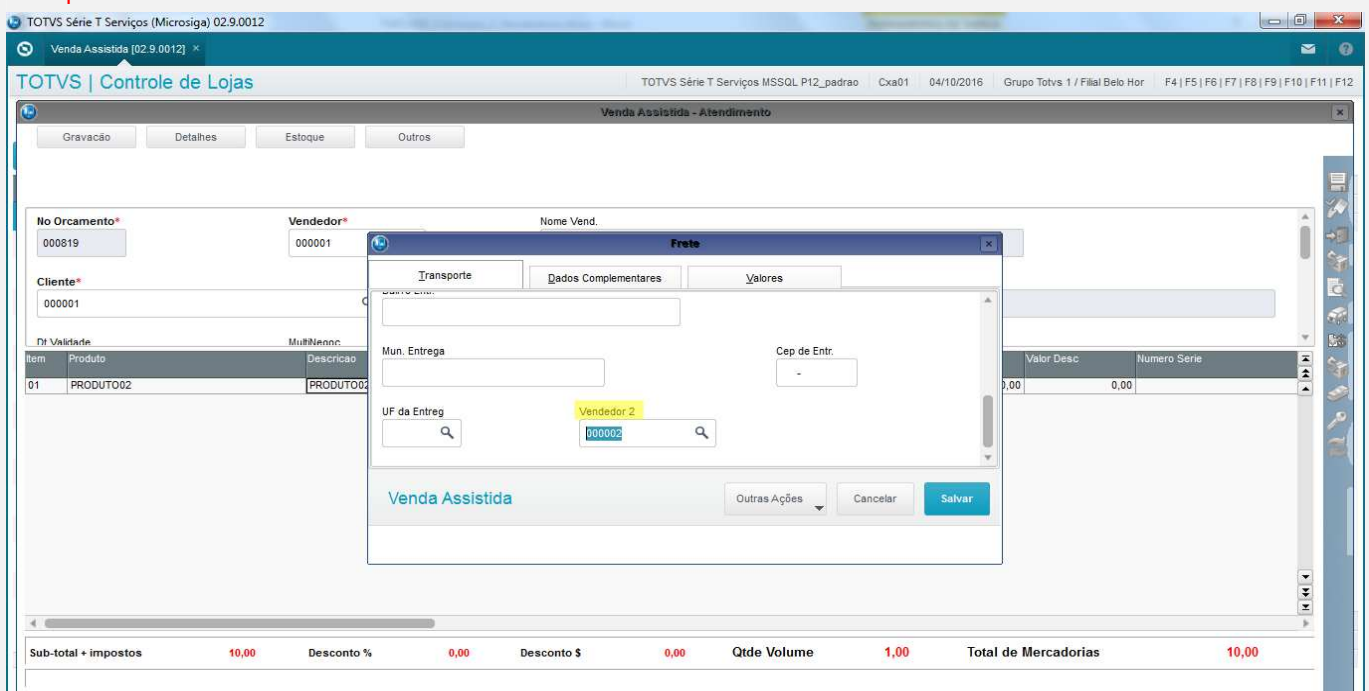 TOTVS Série T Serviços (Microsiga) 02.9.0012
Venda Assistida [02.9.0012] ×
TOTVS | Controle de Lojas
TOTVS Série T Serviços MSSQL P12_padrao Cxa01 04/10/2016 Grupo Totvs 1 / Filial Belo Hor F4 | F5 | F6 | F7 | F8 | F9 | F10 | F11 | F12
Venda Assistida - Atendimento
Gravacão Detalhes Estoque Outros
No Orcamento* Vendedor* Nome Vend.
000819 000001
Cliente*
000001
Dt Validade MultNegoc
Item Produto Descricao Valor Desc Numero Serie
01 PRODUTO02 PRODUTO02 0,00 0,00
Frete
Transporte Dados Complementares Valores
Bairro Entr.
Mun. Entrega Cep de Entr.
-
UF da Entreg Vendedor 2
000002
Venda Assistida Outras Ações Cancelar Salvar
Sub-total + impostos 10,00 Desconto % 0,00 Desconto $ 0,00 Qtde Volume 1,00 Total de Mercadorias 10,00